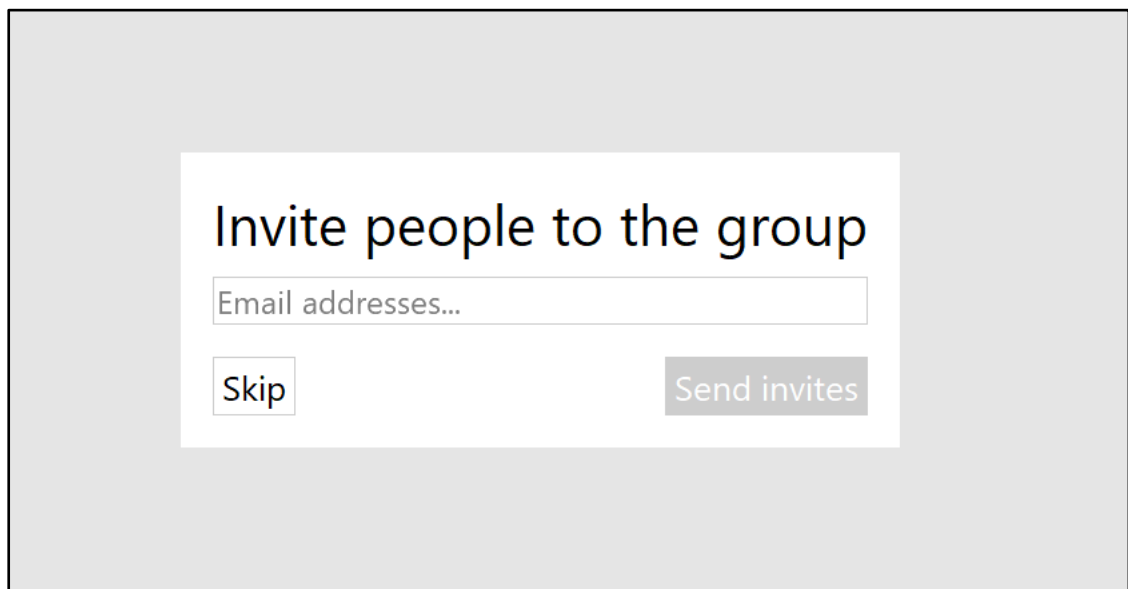 Invite people to the group
Email addresses...
Skip
Send invites